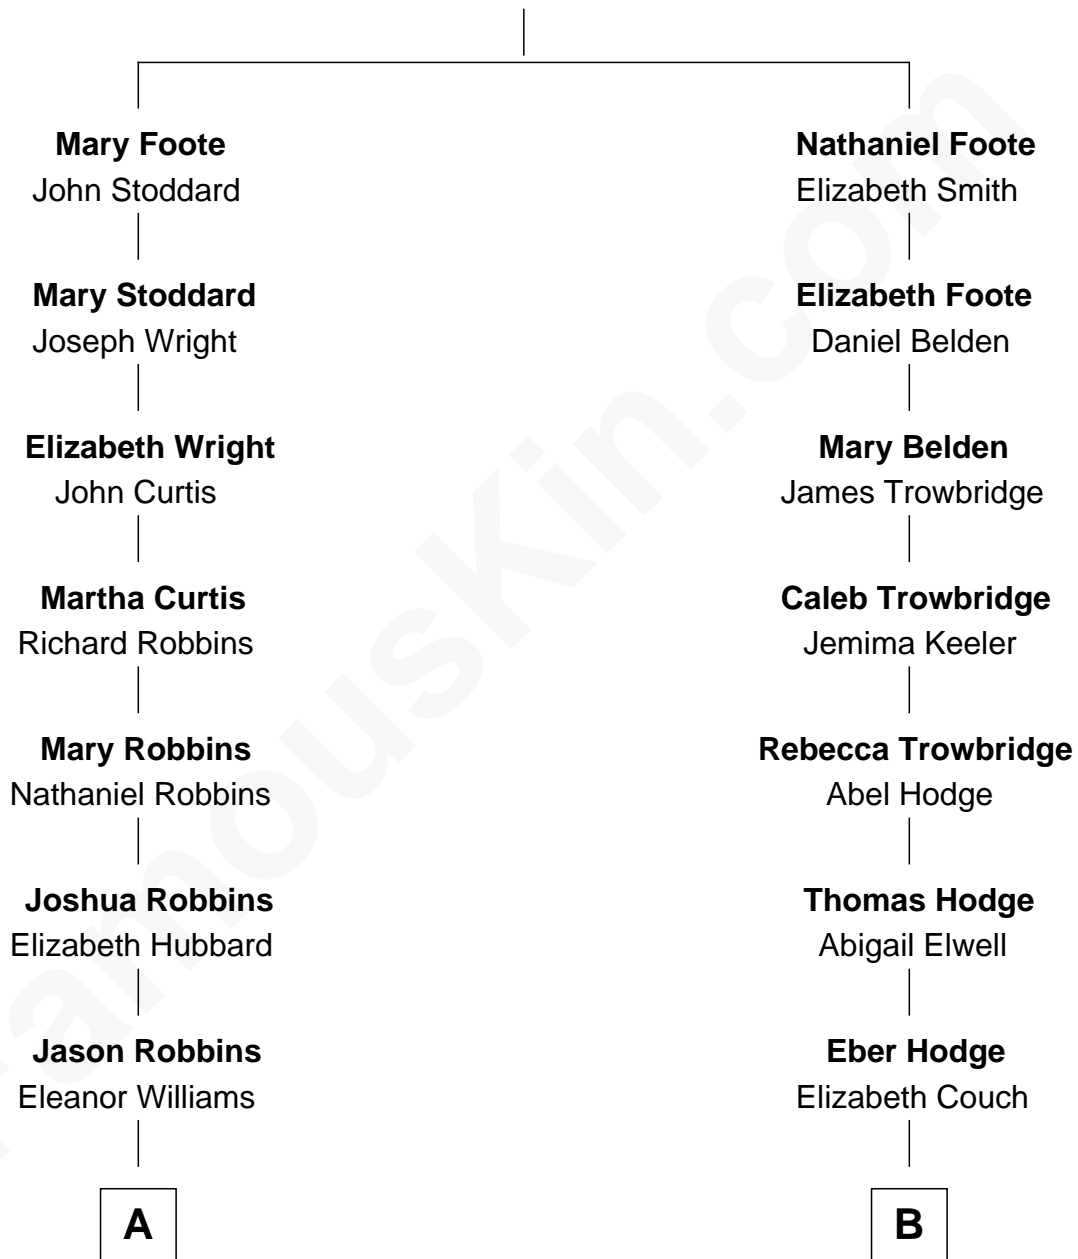 Mary Foote
John Stoddard
Nathaniel Foote
Elizabeth Smith
Mary Stoddard
Joseph Wright
Elizabeth Foote
Daniel Belden
Elizabeth Wright
John Curtis
Mary Belden
James Trowbridge
Martha Curtis
Richard Robbins
Caleb Trowbridge
Jemima Keeler
Mary Robbins
Nathaniel Robbins
Rebecca Trowbridge
Abel Hodge
Joshua Robbins
Elizabeth Hubbard
Thomas Hodge
Abigail Elwell
Jason Robbins
Eleanor Williams
Eber Hodge
Elizabeth Couch
A
B
FamousKin.com